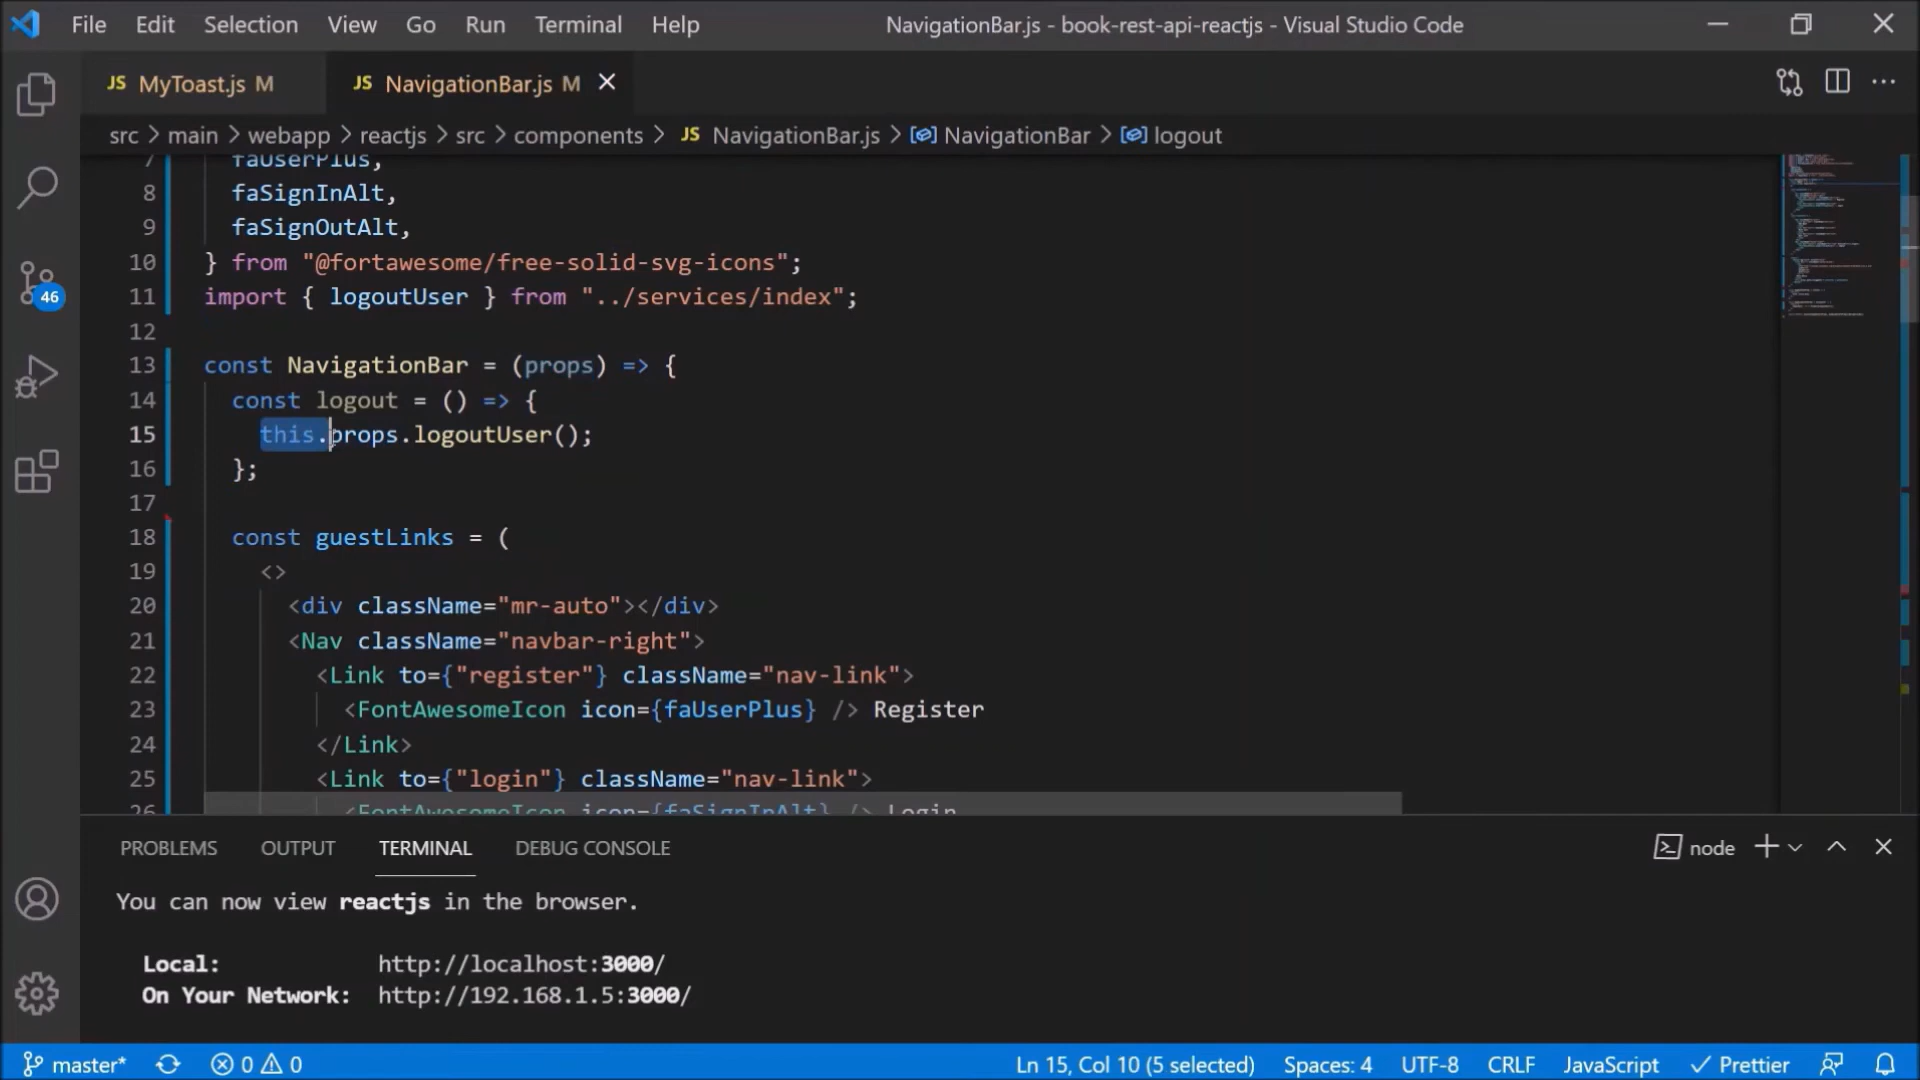 File Edit Selection View Go Run Terminal Help NavigationBar.js - book-rest-api-reactjs - Visual Studio Code
JS MyToast.js M JS NavigationBar.js M
src > main > webapp > reactjs > src > components > JS NavigationBar.js > NavigationBar > logout
7 faUserPlus,
8 faSignInAlt,
9 faSignOutAlt,
10 } from "@fortawesome/free-solid-svg-icons";
11 import { logoutUser } from "../services/index";
12
13 const NavigationBar = (props) => {
14 const logout = () => {
15 this.props.logoutUser();
16 };
17
18 const guestLinks = (
19 <>
20 <div className="mr-auto"></div>
21 <Nav className="navbar-right">
22 <Link to={"register"} className="nav-link">
23 <FontAwesomeIcon icon={faUserPlus} /> Register
24 </Link>
25 <Link to={"login"} className="nav-link">
26 <FontAwesomeIcon icon={faSignInAlt} /> Login
46
PROBLEMS OUTPUT TERMINAL DEBUG CONSOLE node
You can now view reactjs in the browser.
Local: http://localhost:3000/
On Your Network: http://192.168.1.5:3000/
master* 0 0 Ln 15, Col 10 (5 selected) Spaces: 4 UTF-8 CRLF JavaScript Prettier